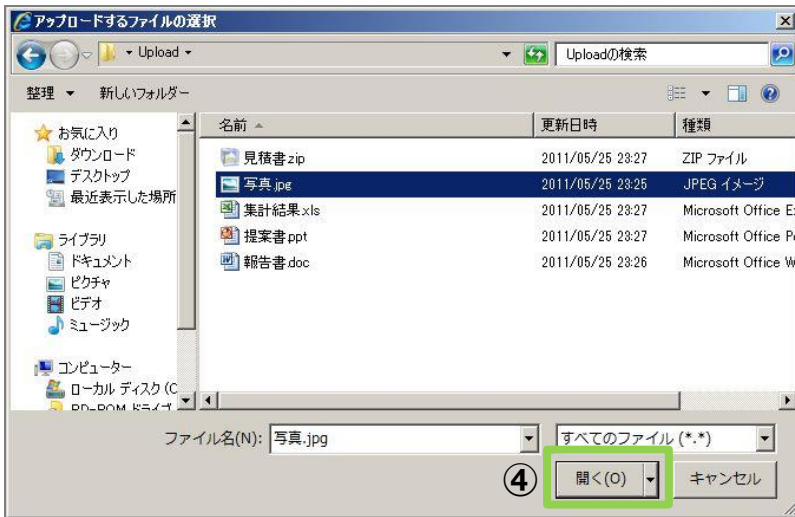 アップロードするファイルの選択
Upload
Uploadの検索
整理
新しいフォルダー
お気に入り
ダウンロード
デスクトップ
最近表示した場所
ライブラリ
ドキュメント
ピクチャ
ビデオ
ミュージック
コンピューター
ローカル ディスク (C
名前 更新日時 種類
見積書.zip 2011/05/25 23:27 ZIP ファイル
写真.jpg 2011/05/25 23:25 JPEG イメージ
集計結果.xls 2011/05/25 23:27 Microsoft Office E
提案書.ppt 2011/05/25 23:27 Microsoft Office P
報告書.doc 2011/05/25 23:26 Microsoft Office W
ファイル名(N): 写真.jpg すべてのファイル (*.*)
④ 開く(O) キャンセル